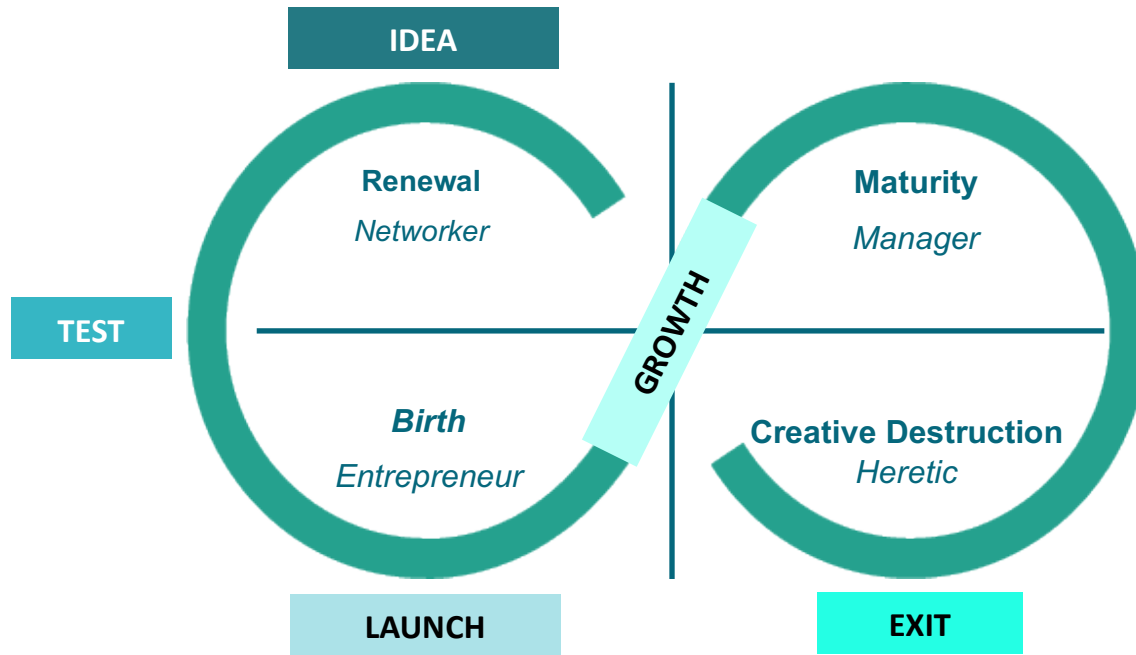 IDEA
Renewal
Networker
Maturity
Manager
TEST
GROWTH
Birth
Entrepreneur
Creative Destruction
Heretic
LAUNCH
EXIT